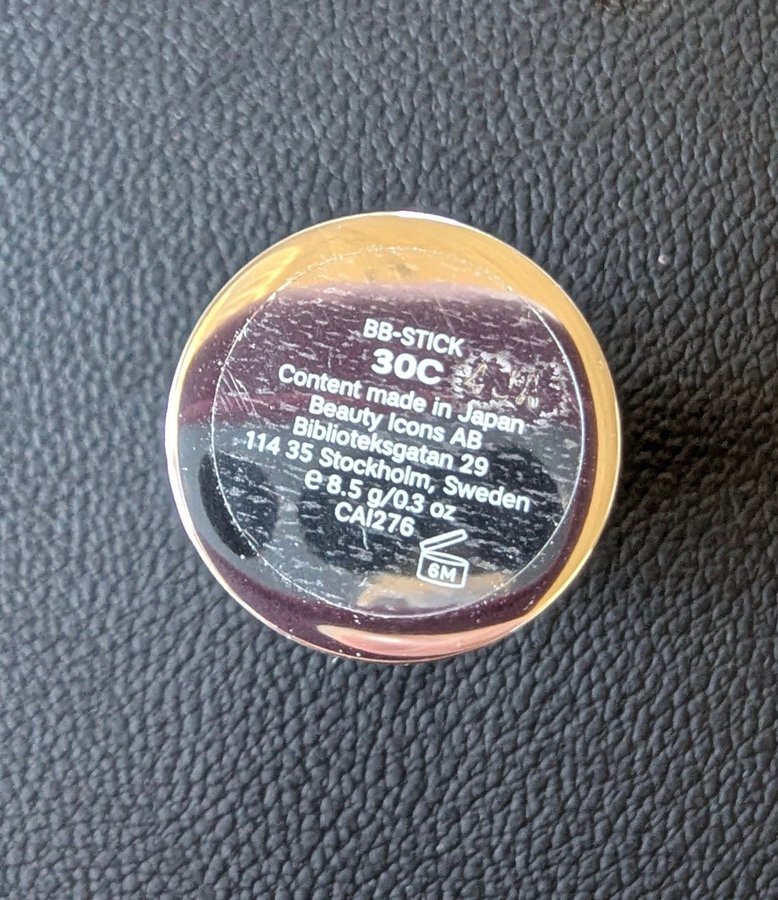 BB-STICK
30C
Content made in Japan
Beauty Icons AB
Biblioteksgatan 29
114 35 Stockholm, Sweden
℮ 8.5 g/0.3 oz
CAI276
6M